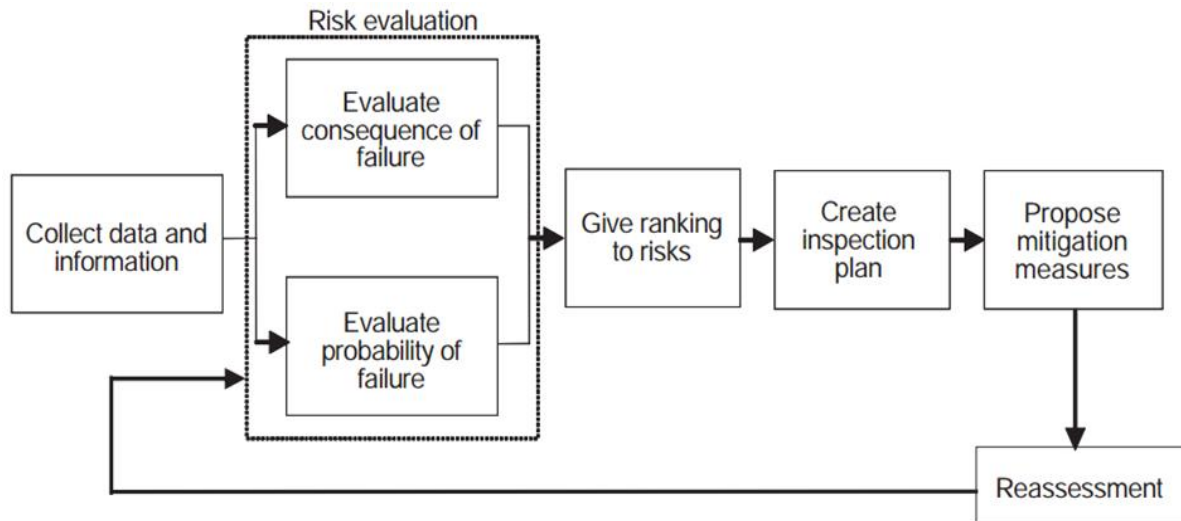 Risk evaluation
Evaluate
consequence of
failure
Collect data and
information
Evaluate
probability of
failure
Give ranking
to risks
Create
inspection
plan
Propose
mitigation
measures
Reassessment